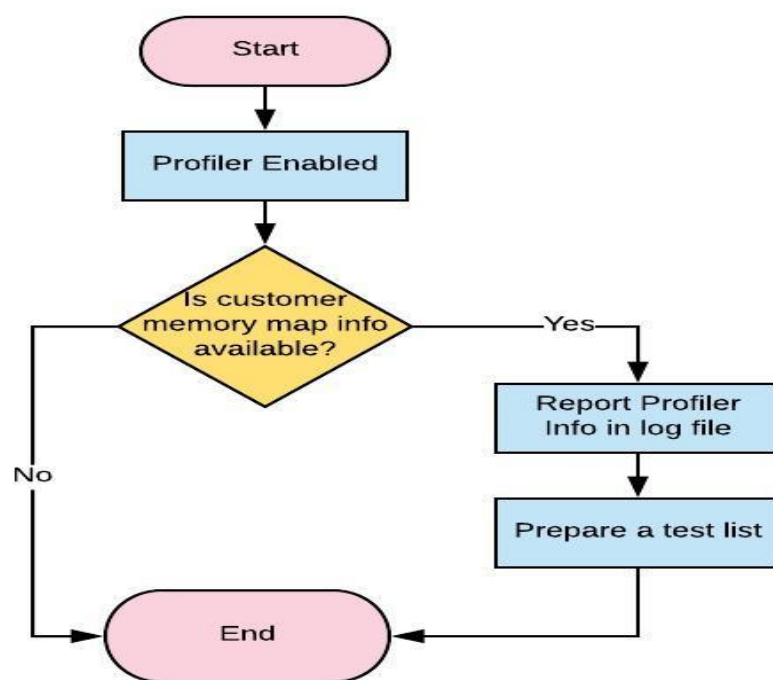 Start
Profiler Enabled
Is customer
memory map info
available?
Yes
Report Profiler
Info in log file
No
Prepare a test list
End